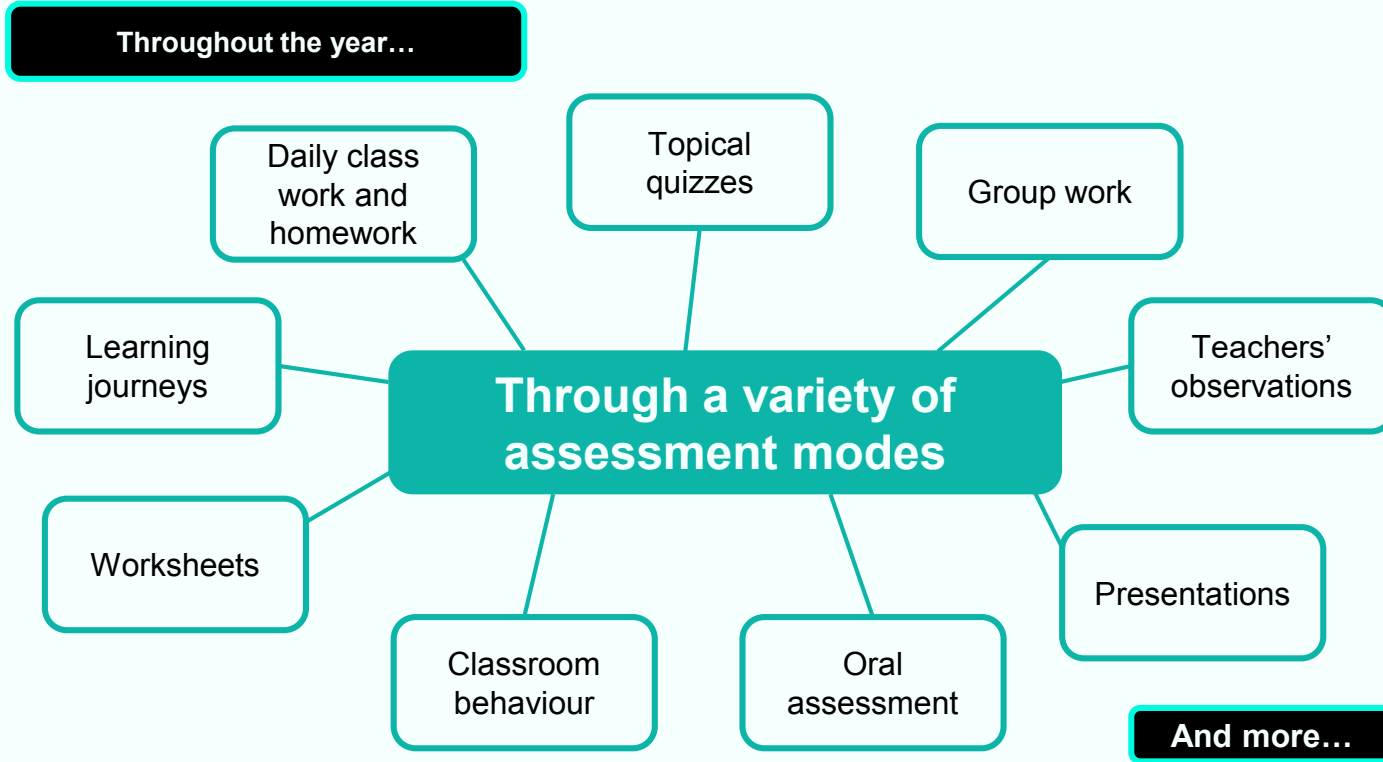 Throughout the year…
Daily class
work and
homework
Topical
quizzes
Group work
Learning
journeys
Teachers’
observations
Through a variety of
assessment modes
Worksheets
Presentations
Classroom
behaviour
Oral
assessment
And more…